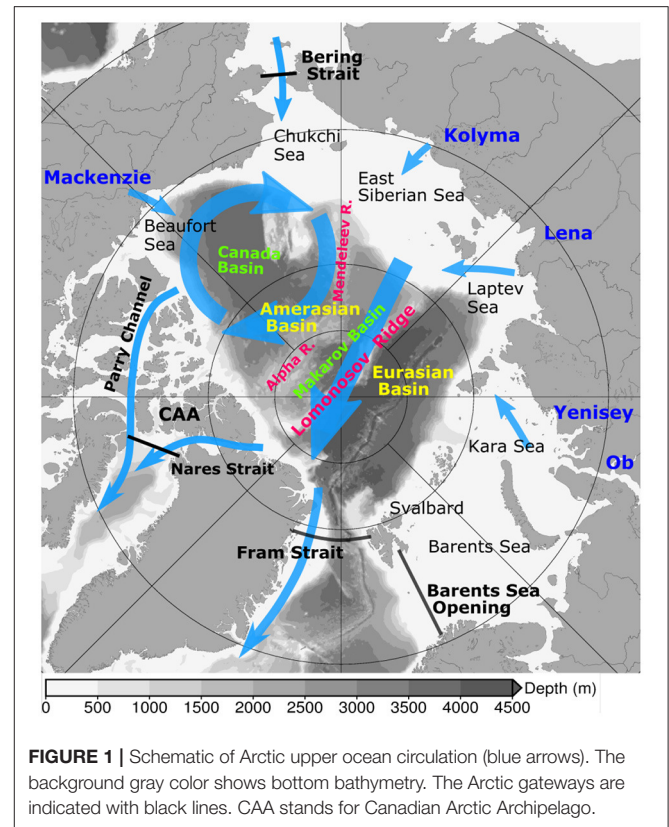 Bering
Strait
Chukchi
Sea
Kolyma
East
Siberian Sea
Mackenzie
Beaufort
Sea
Canada
Basin
Mendeleev R.
Lena
Laptev
Sea
Parry Channel
Amerasian
Basin
Alpha R.
Makarov Basin
Lomonosov Ridge
Eurasian
Basin
CAA
Nares Strait
Yenisey
Kara Sea
Ob
Svalbard
Fram Strait
Barents Sea
Barents Sea
Opening
Depth (m)
0 500 1000 1500 2000 2500 3000 3500 4000 4500
FIGURE 1 | Schematic of Arctic upper ocean circulation (blue arrows). The
background gray color shows bottom bathymetry. The Arctic gateways are
indicated with black lines. CAA stands for Canadian Arctic Archipelago.